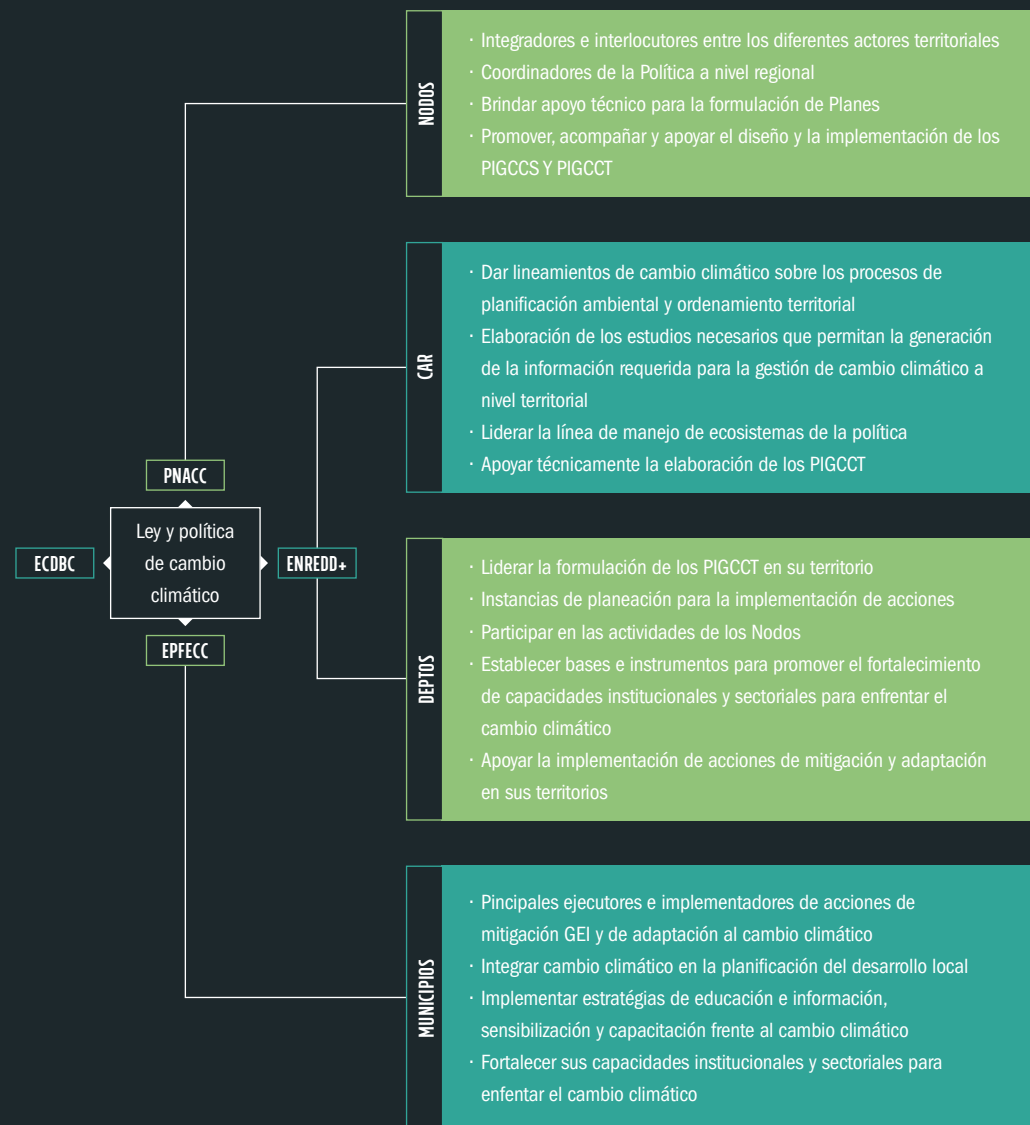 NODOS
· Integradores e interlocutores entre los diferentes actores territoriales
· Coordinadores de la Política a nivel regional
· Brindar apoyo técnico para la formulación de Planes
· Promover, acompañar y apoyar el diseño y la implementación de los
PIGCCS Y PIGCCT
CAR
· Dar lineamientos de cambio climático sobre los procesos de
planificación ambiental y ordenamiento territorial
· Elaboración de los estudios necesarios que permitan la generación
de la información requerida para la gestión de cambio climático a
nivel territorial
· Liderar la línea de manejo de ecosistemas de la política
· Apoyar técnicamente la elaboración de los PIGCCT
PNACC
ECDBC
Ley y política
de cambio
climático
ENREDD+
EPFECC
DEPTOS
· Liderar la formulación de los PIGCCT en su territorio
· Instancias de planeación para la implementación de acciones
· Participar en las actividades de los Nodos
· Establecer bases e instrumentos para promover el fortalecimiento
de capacidades institucionales y sectoriales para enfrentar el
cambio climático
· Apoyar la implementación de acciones de mitigación y adaptación
en sus territorios
MUNICIPIOS
· Pincipales ejecutores e implementadores de acciones de
mitigación GEI y de adaptación al cambio climático
· Integrar cambio climático en la planificación del desarrollo local
· Implementar estratégias de educación e información,
sensibilización y capacitación frente al cambio climático
· Fortalecer sus capacidades institucionales y sectoriales para
enfentar el cambio climático